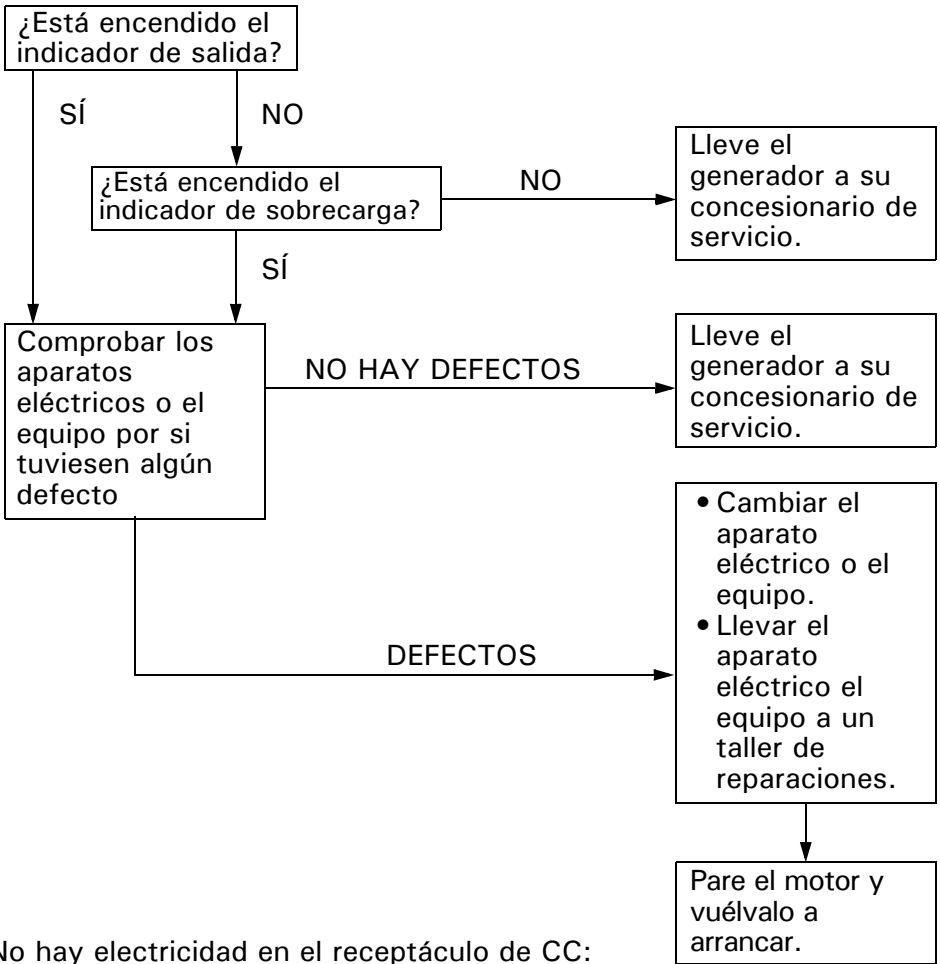 ¿Está encendido el
indicador de salida?
SÍ
NO
¿Está encendido el
indicador de sobrecarga?
NO
Lleve el
generador a su
concesionario de
servicio.
SÍ
Comprobar los
aparatos
eléctricos o el
equipo por si
tuviesen algún
defecto
NO HAY DEFECTOS
Lleve el
generador a su
concesionario de
servicio.
DEFECTOS
• Cambiar el
aparato
eléctrico o el
equipo.
• Llevar el
aparato
eléctrico el
equipo a un
taller de
reparaciones.
Pare el motor y
vuélvalo a
arrancar.
No hay electricidad en el receptáculo de CC: